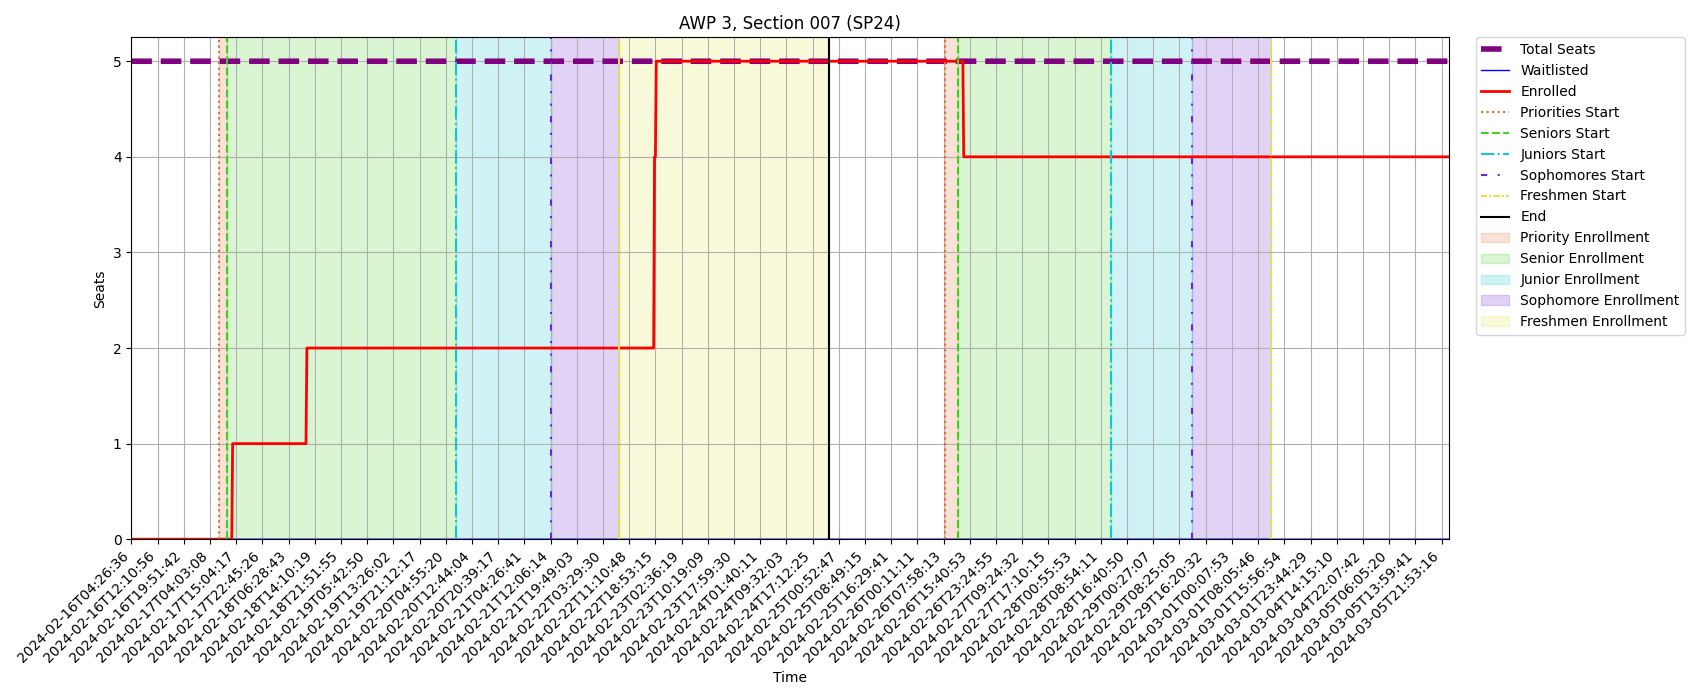 AWP 3, Section 007 (SP24)
Seats
5
4
3
2
1
0
2024-02-16T04:26:36
2024-02-16T12:10:56
2024-02-16T19:51:42
2024-02-17T04:03:08
2024-02-17T15:04:17
2024-02-17T22:45:26
2024-02-18T06:28:43
2024-02-18T14:10:19
2024-02-18T21:51:55
2024-02-19T05:42:50
2024-02-19T13:26:02
2024-02-19T21:12:17
2024-02-20T04:55:20
2024-02-20T12:44:04
2024-02-20T20:39:17
2024-02-21T04:26:41
2024-02-21T12:06:14
2024-02-21T19:49:03
2024-02-22T03:29:30
2024-02-22T11:10:48
2024-02-22T18:53:15
2024-02-23T02:36:19
2024-02-23T10:19:09
2024-02-23T17:59:30
2024-02-24T01:40:11
2024-02-24T09:32:03
2024-02-24T17:12:25
2024-02-25T00:52:47
2024-02-25T08:49:15
2024-02-25T16:29:41
2024-02-26T00:11:11
2024-02-26T07:58:13
2024-02-26T15:40:53
2024-02-26T23:24:55
2024-02-27T09:24:32
2024-02-27T17:10:15
2024-02-28T00:55:53
2024-02-28T08:54:11
2024-02-28T16:40:50
2024-02-29T00:27:07
2024-02-29T08:25:05
2024-02-29T16:20:32
2024-03-01T00:07:53
2024-03-01T08:05:46
2024-03-01T15:56:54
2024-03-01T23:44:29
2024-03-04T14:15:10
2024-03-04T22:07:42
2024-03-05T06:05:20
2024-03-05T13:59:41
2024-03-05T21:53:16
Time
Total Seats
Waitlisted
Enrolled
Priorities Start
Seniors Start
Juniors Start
Sophomores Start
Freshmen Start
End
Priority Enrollment
Senior Enrollment
Junior Enrollment
Sophomore Enrollment
Freshmen Enrollment